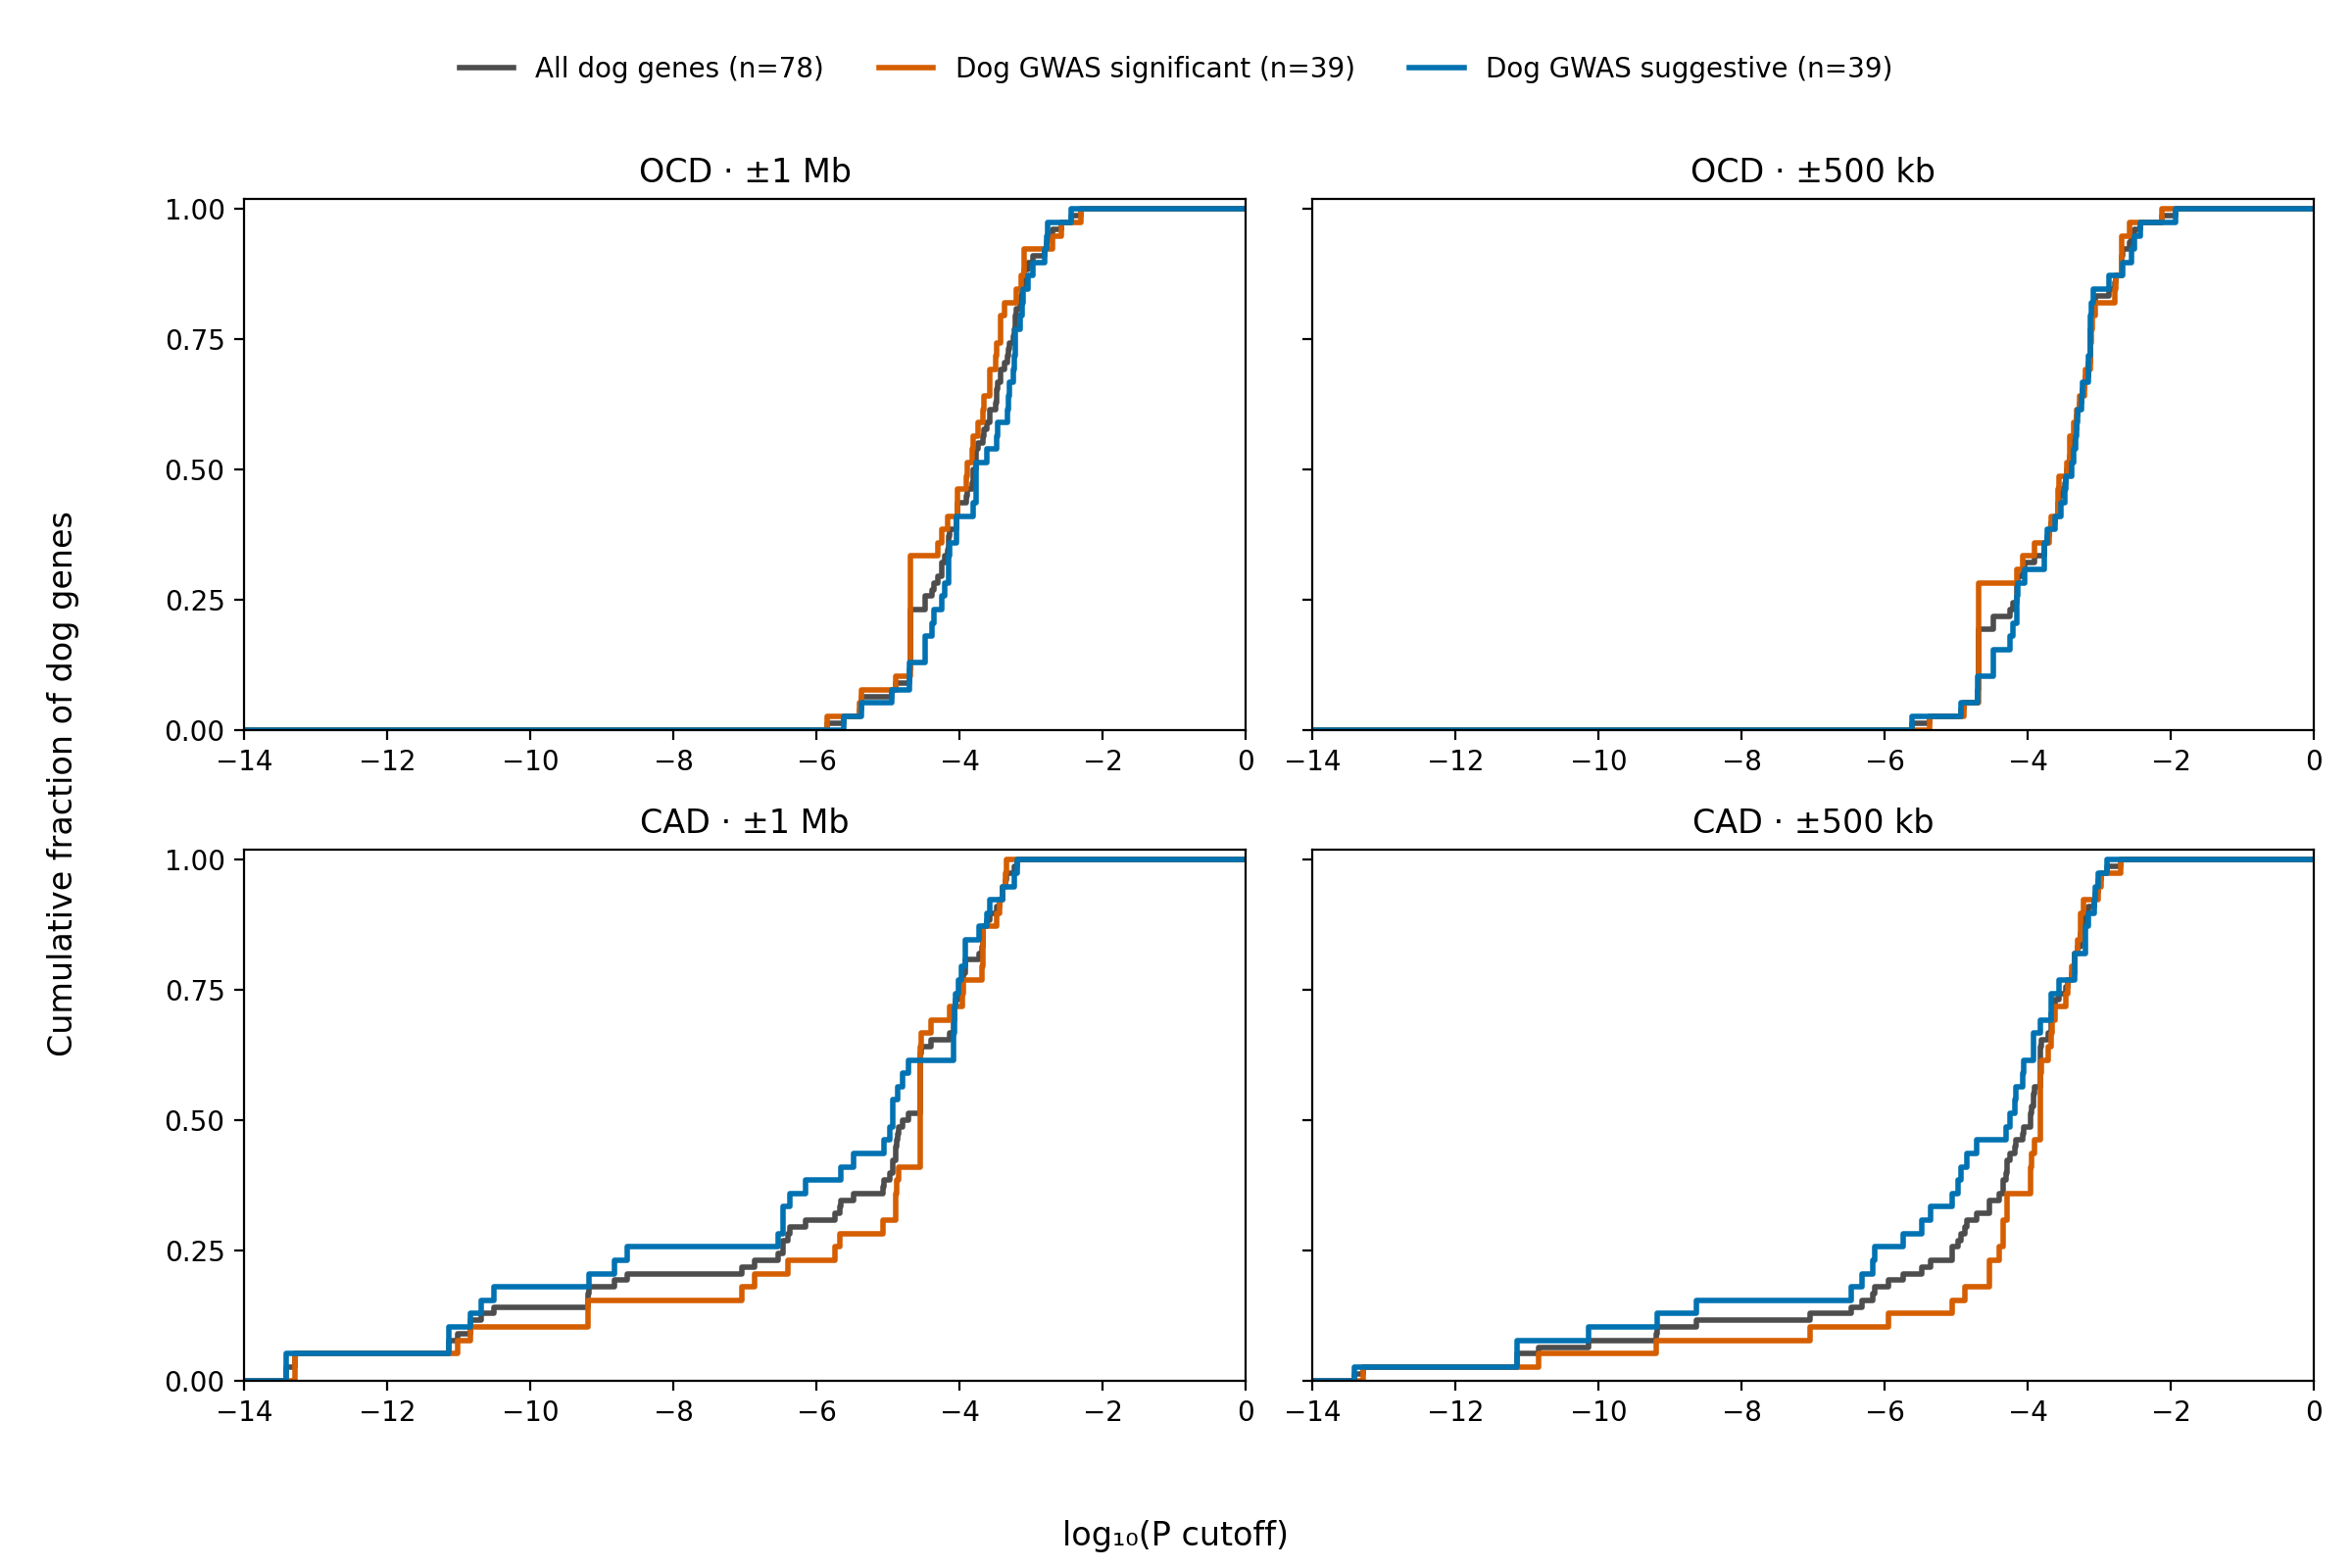 All dog genes (n=78)
Dog GWAS significant (n=39)
Dog GWAS suggestive (n=39)
OCD · ±1 Mb
OCD · ±500 kb
Cumulative fraction of dog genes
1.00
0.75
0.50
0.25
0.00
−14 −12 −10 −8 −6 −4 −2 0
−14 −12 −10 −8 −6 −4 −2 0
CAD · ±1 Mb
CAD · ±500 kb
1.00
0.75
0.50
0.25
0.00
−14 −12 −10 −8 −6 −4 −2 0
−14 −12 −10 −8 −6 −4 −2 0
log₁₀(P cutoff)